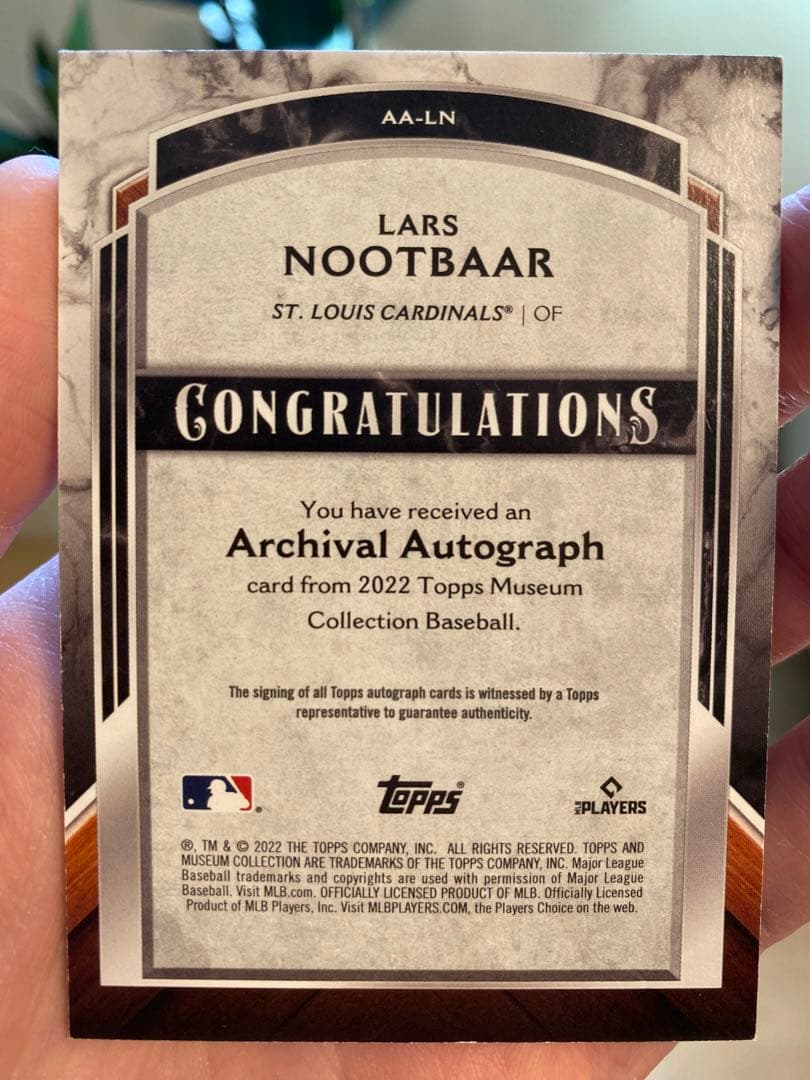 AA-LN
LARS
NOOTBAAR
ST. LOUIS CARDINALS® | OF
CONGRATULATIONS
You have received an
Archival Autograph
card from 2022 Topps Museum
Collection Baseball.
The signing of all Topps autograph cards is witnessed by a Topps
representative to guarantee authenticity.
® Topps® MLB PLAYERS
®, TM & © 2022 THE TOPPS COMPANY, INC. ALL RIGHTS RESERVED. TOPPS AND
MUSEUM COLLECTION ARE TRADEMARKS OF THE TOPPS COMPANY, INC. Major League
Baseball trademarks and copyrights are used with permission of Major League
Baseball. Visit MLB.com. OFFICIALLY LICENSED PRODUCT OF MLB. Officially Licensed
Product of MLB Players, Inc. Visit MLBPLAYERS.COM, the Players Choice on the web.